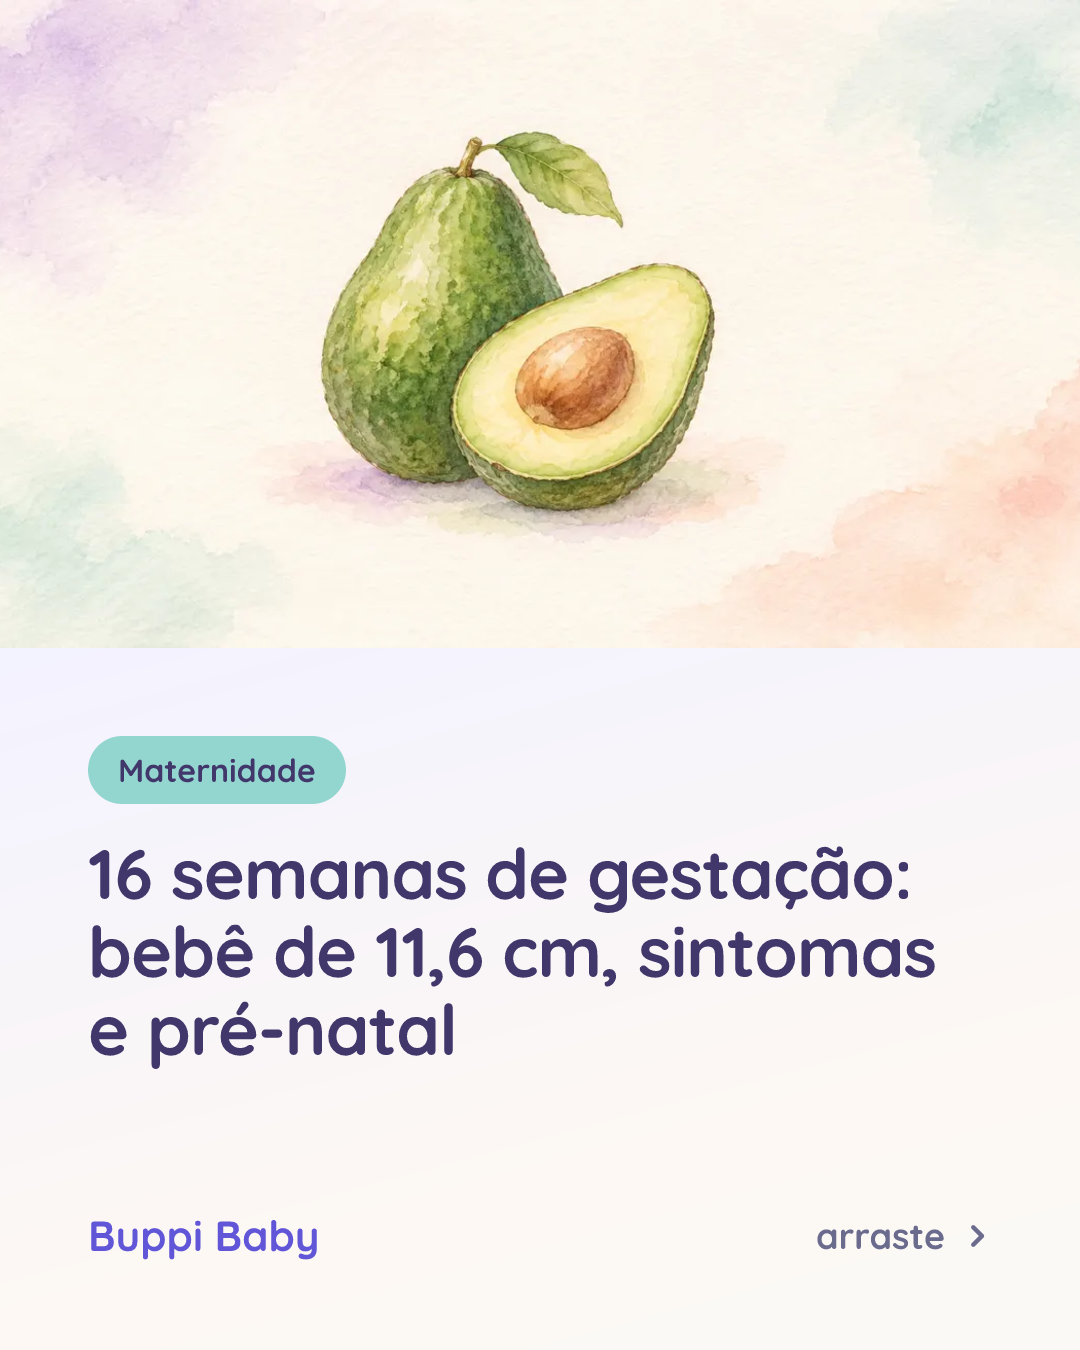 Maternidade
16 semanas de gestação:
bebê de 11,6 cm, sintomas
e pré-natal
Buppi Baby
arraste >